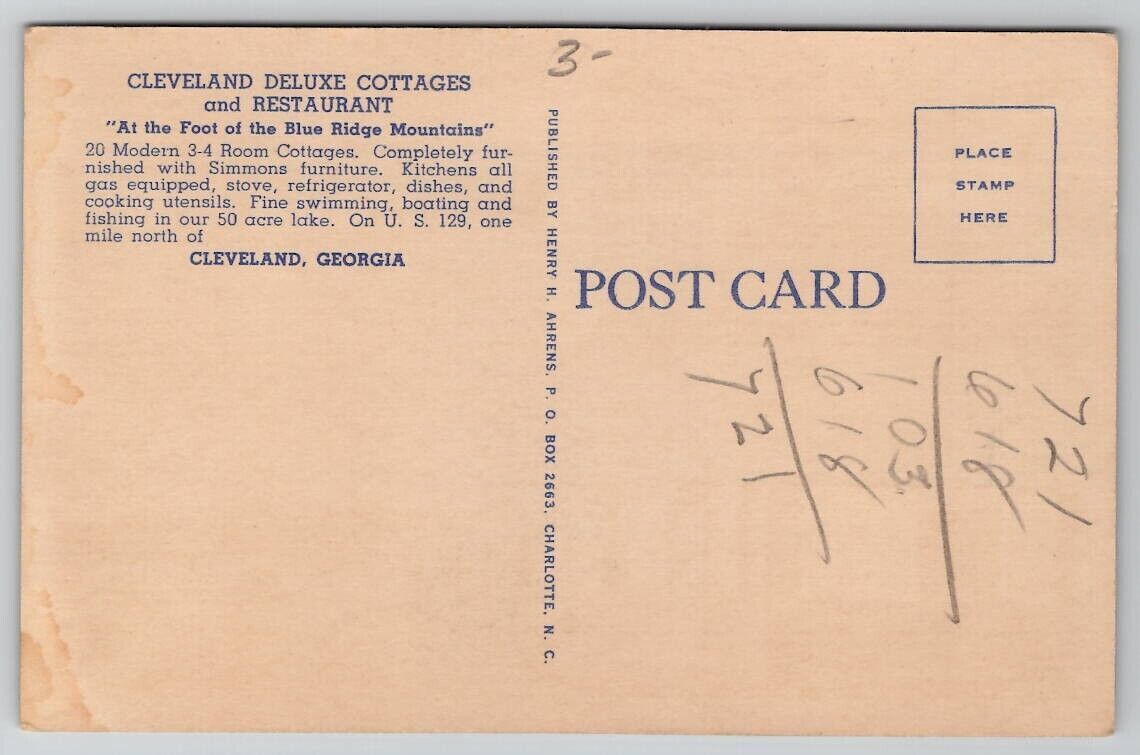 3-
CLEVELAND DELUXE COTTAGES
and RESTAURANT
"At the Foot of the Blue Ridge Mountains"
20 Modern 3-4 Room Cottages. Completely fur-
nished with Simmons furniture. Kitchens all
gas equipped, stove, refrigerator, dishes, and
cooking utensils. Fine swimming, boating and
fishing in our 50 acre lake. On U. S. 129, one
mile north of
CLEVELAND, GEORGIA
PUBLISHED BY HENRY H. AHRENS, P. O. BOX 2663, CHARLOTTE, N. C.
PLACE
STAMP
HERE
POST CARD
721
618
103
618
721